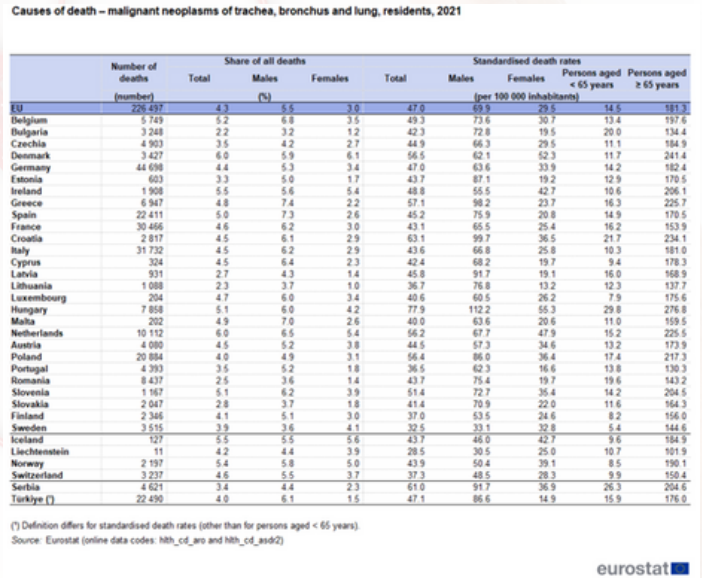 Causes of death – malignant neoplasms of trachea, bronchus and lung, residents, 2021
Number of deaths Share of all deaths Standardised death rates
Total Males Females Total Males Females Persons aged < 65 years Persons aged ≥ 65 years
(number) (%) (per 100 000 inhabitants)
EU 226 497 4.3 5.5 3.0 47.0 69.9 29.5 14.5 181.3
Belgium 5 749 5.2 6.8 3.5 49.3 73.6 30.7 13.4 197.6
Bulgaria 3 248 2.2 3.2 1.2 42.3 72.8 19.5 20.0 134.4
Czechia 4 903 3.5 4.2 2.7 44.9 66.3 29.5 11.1 184.9
Denmark 3 427 6.0 5.9 6.1 56.5 62.1 52.3 11.7 241.4
Germany 44 698 4.4 5.3 3.4 47.0 63.6 33.9 14.2 182.4
Estonia 603 3.3 5.0 1.7 43.7 87.1 19.2 12.9 170.5
Ireland 1 908 5.5 5.6 5.4 48.8 55.5 42.7 10.6 206.1
Greece 6 947 4.8 7.4 2.2 57.1 98.2 23.7 16.3 225.7
Spain 22 411 5.0 7.3 2.6 45.2 75.9 20.8 14.9 170.5
France 30 466 4.6 6.2 3.0 43.1 65.5 25.4 16.2 153.9
Croatia 2 817 4.5 6.1 2.9 63.1 99.7 36.5 21.7 234.1
Italy 31 732 4.5 6.2 2.9 43.6 66.8 25.8 10.3 181.0
Cyprus 324 4.5 6.4 2.3 42.4 68.2 19.7 9.4 178.3
Latvia 931 2.7 4.3 1.4 45.8 91.7 19.1 16.0 168.9
Lithuania 1 088 2.3 3.7 1.0 36.7 76.8 13.2 12.3 137.7
Luxembourg 204 4.7 6.0 3.4 40.6 60.5 26.2 7.9 175.6
Hungary 7 858 5.1 6.0 4.2 77.9 112.2 55.3 29.8 276.8
Malta 202 4.9 7.0 2.6 40.0 63.6 20.6 11.0 159.5
Netherlands 10 112 6.0 6.5 5.4 56.2 67.7 47.9 15.2 225.5
Austria 4 080 4.5 5.2 3.8 44.5 57.3 34.6 13.2 173.9
Poland 20 884 4.0 4.9 3.1 56.4 86.0 36.4 17.4 217.3
Portugal 4 393 3.5 5.2 1.8 36.5 62.3 16.6 13.8 130.3
Romania 8 437 2.5 3.6 1.4 43.7 75.4 19.7 19.6 143.2
Slovenia 1 167 5.1 6.2 3.9 51.4 72.7 35.4 14.2 204.5
Slovakia 2 047 2.8 3.7 1.8 41.4 70.9 22.0 11.6 164.3
Finland 2 346 4.1 5.1 3.0 37.0 53.5 24.6 8.2 156.0
Sweden 3 515 3.9 3.6 4.1 32.5 33.1 32.8 5.4 144.6
Iceland 127 5.5 5.5 5.6 43.7 46.0 42.7 9.6 184.9
Liechtenstein 11 4.2 4.4 3.9 28.5 30.5 25.0 10.7 101.9
Norway 2 197 5.4 5.8 5.0 43.9 50.4 39.1 8.5 190.1
Switzerland 3 237 4.6 5.5 3.7 37.3 48.5 28.3 9.9 150.4
Serbia 4 621 3.4 4.4 2.3 61.0 91.7 36.9 26.3 204.6
Türkiye (¹) 22 490 4.0 6.1 1.5 47.1 86.6 14.9 15.9 176.0
(¹) Definition differs for standardised death rates (other than for persons aged < 65 years).
Source: Eurostat (online data codes: hlth_cd_aro and hlth_cd_asdr2)
eurostat